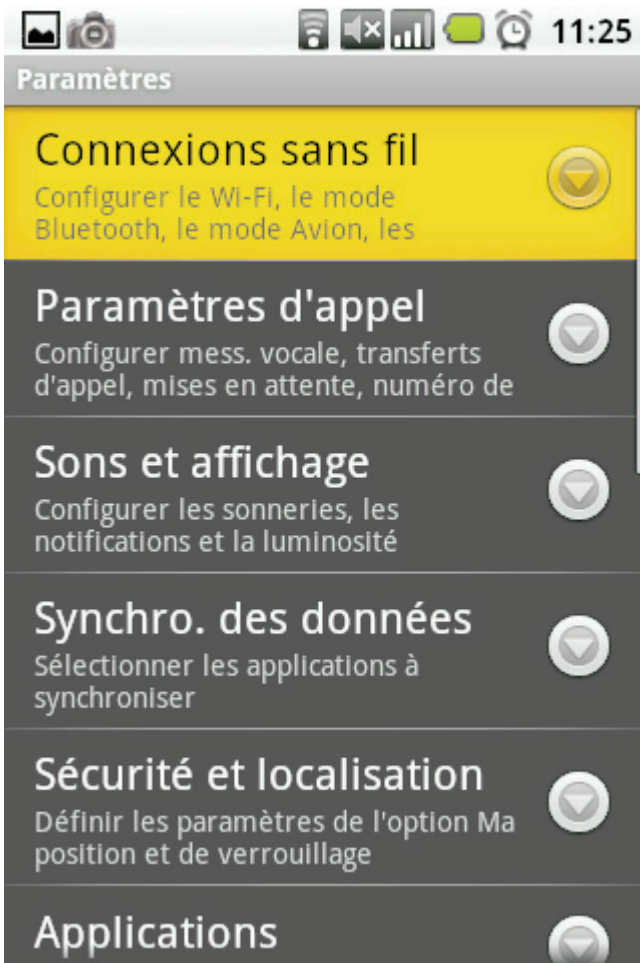 11:25
Paramètres
Connexions sans fil
Configurer le Wi-Fi, le mode
Bluetooth, le mode Avion, les
Paramètres d'appel
Configurer mess. vocale, transferts
d'appel, mises en attente, numéro de
Sons et affichage
Configurer les sonneries, les
notifications et la luminosité
Synchro. des données
Sélectionner les applications à
synchroniser
Sécurité et localisation
Définir les paramètres de l'option Ma
position et de verrouillage
Applications